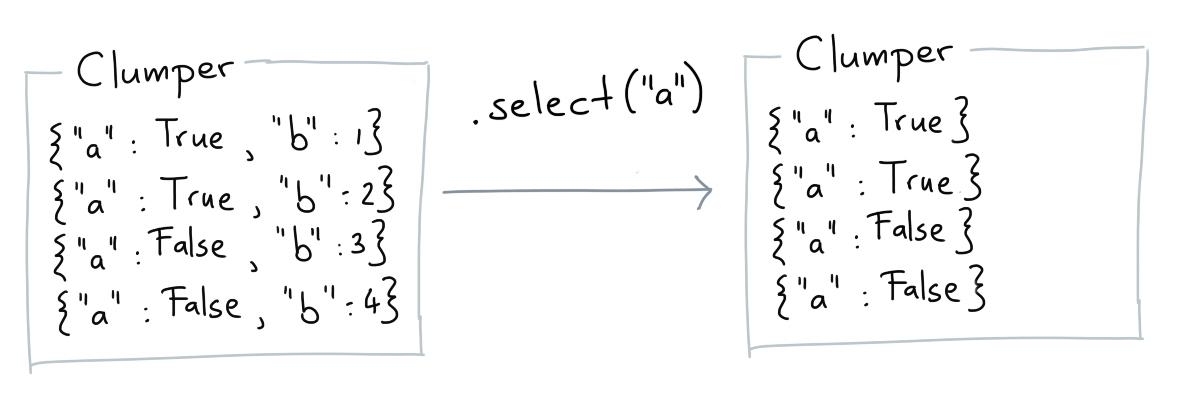 Clumper
{"a" : True , "b" : 1}
{"a" : True , "b" : 2}
{"a" : False , "b" : 3}
{"a" : False , "b" : 4}
.select("a")
Clumper
{"a" : True}
{"a" : True}
{"a" : False}
{"a" : False}